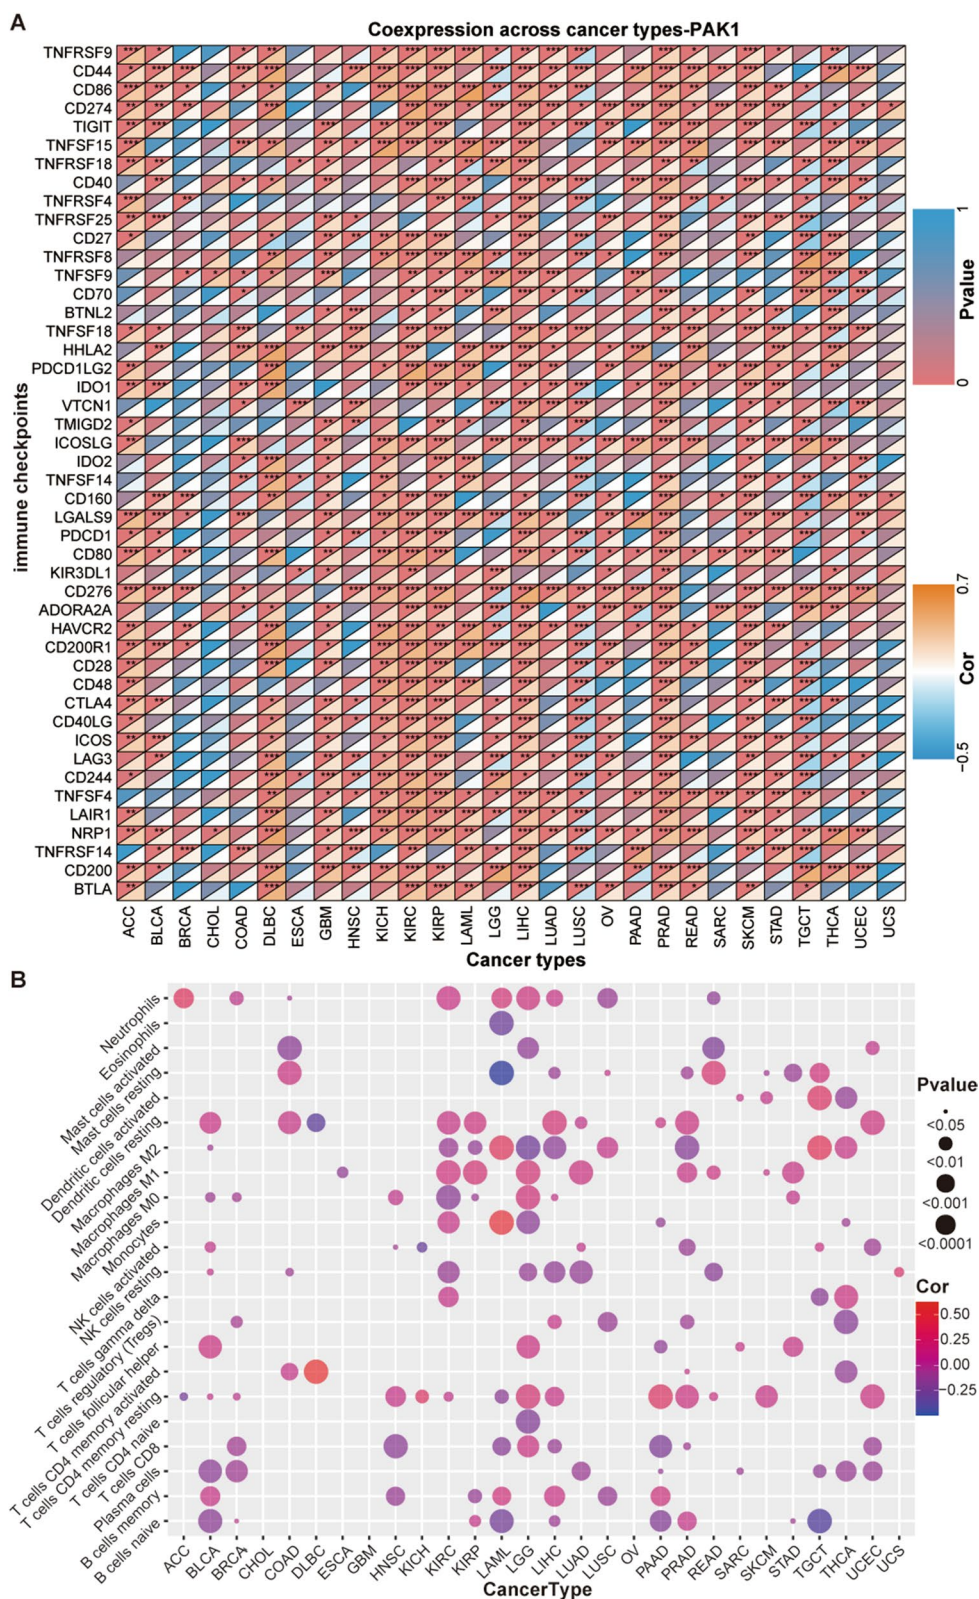 A
Coexpression across cancer types-PAK1
immune checkpoints
TNFRSF9
CD44
CD86
CD274
TIGIT
TNFSF15
TNFRSF18
CD40
TNFRSF4
TNFRSF25
CD27
TNFRSF8
TNFSF9
CD70
BTNL2
TNFSF18
HHLA2
PDCD1LG2
IDO1
VTCN1
TMIGD2
ICOSLG
IDO2
TNFSF14
CD160
LGALS9
PDCD1
CD80
KIR3DL1
CD276
ADORA2A
HAVCR2
CD200R1
CD28
CD48
CTLA4
CD40LG
ICOS
LAG3
CD244
TNFSF4
LAIR1
NRP1
TNFRSF14
CD200
BTLA
ACC BLCA BRCA CHOL COAD DLBC ESCA GBM HNSC KICH KIRC KIRP LAML LGG LIHC LUAD LUSC OV PAAD PRAD READ SARC SKCM STAD TGCT THCA UCEC UCS
Cancer types
1
Pvalue
0
0.7
Cor
−0.5
B
Neutrophils
Eosinophils
Mast cells activated
Mast cells resting
Dendritic cells activated
Dendritic cells resting
Macrophages M2
Macrophages M1
Macrophages M0
Monocytes
NK cells activated
NK cells resting
T cells gamma delta
T cells regulatory (Tregs)
T cells follicular helper
T cells CD4 memory activated
T cells CD4 memory resting
T cells CD4 naive
T cells CD8
Plasma cells
B cells memory
B cells naive
ACC BLCA BRCA CHOL COAD DLBC ESCA GBM HNSC KICH KIRC KIRP LAML LGG LIHC LUAD LUSC OV PAAD PRAD READ SARC SKCM STAD TGCT THCA UCEC UCS
CancerType
Pvalue
<0.05
<0.01
<0.001
<0.0001
Cor
0.50
0.25
0.00
−0.25